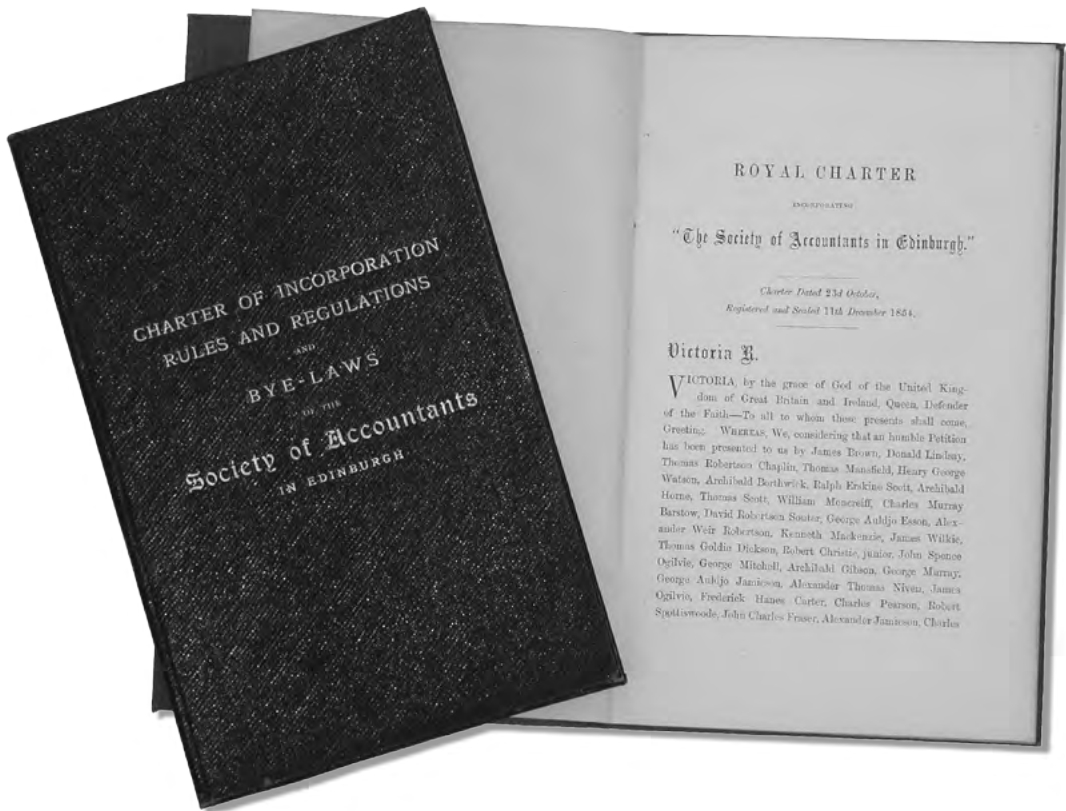 CHARTER OF INCORPORATION
RULES AND REGULATIONS
AND
BYE-LAWS
OF THE
Society of Accountants
IN EDINBURGH
ROYAL CHARTER
INCORPORATING
"The Society of Accountants in Edinburgh."
Charter Dated 23d October,
Registered and Sealed 11th December 1854.
Victoria R.
VICTORIA, by the grace of God of the United King-
dom of Great Britain and Ireland, Queen, Defender
of the Faith—To all to whom these presents shall come,
Greeting. WHEREAS, We, considering that an humble Petition
has been presented to us by James Brown, Donald Lindsay,
Thomas Robertson Chaplin, Thomas Mansfield, Henry George
Watson, Archibald Borthwick, Ralph Erskine Scott, Archibald
Horne, Thomas Scott, William Moncreiff, Charles Murray
Barstow, David Robertson Souter, George Auldjo Esson, Alex-
ander Weir Robertson, Kenneth Mackenzie, James Wilkie,
Thomas Goldie Dickson, Robert Christie, junior, John Spence
Ogilvie, George Mitchell, Archibald Gibson, George Murray,
George Auldjo Jamieson, Alexander Thomas Niven, James
Ogilvie, Frederick Hanes Carter, Charles Pearson, Robert
Spottiswoode, John Charles Fraser, Alexander Jamieson, Charles